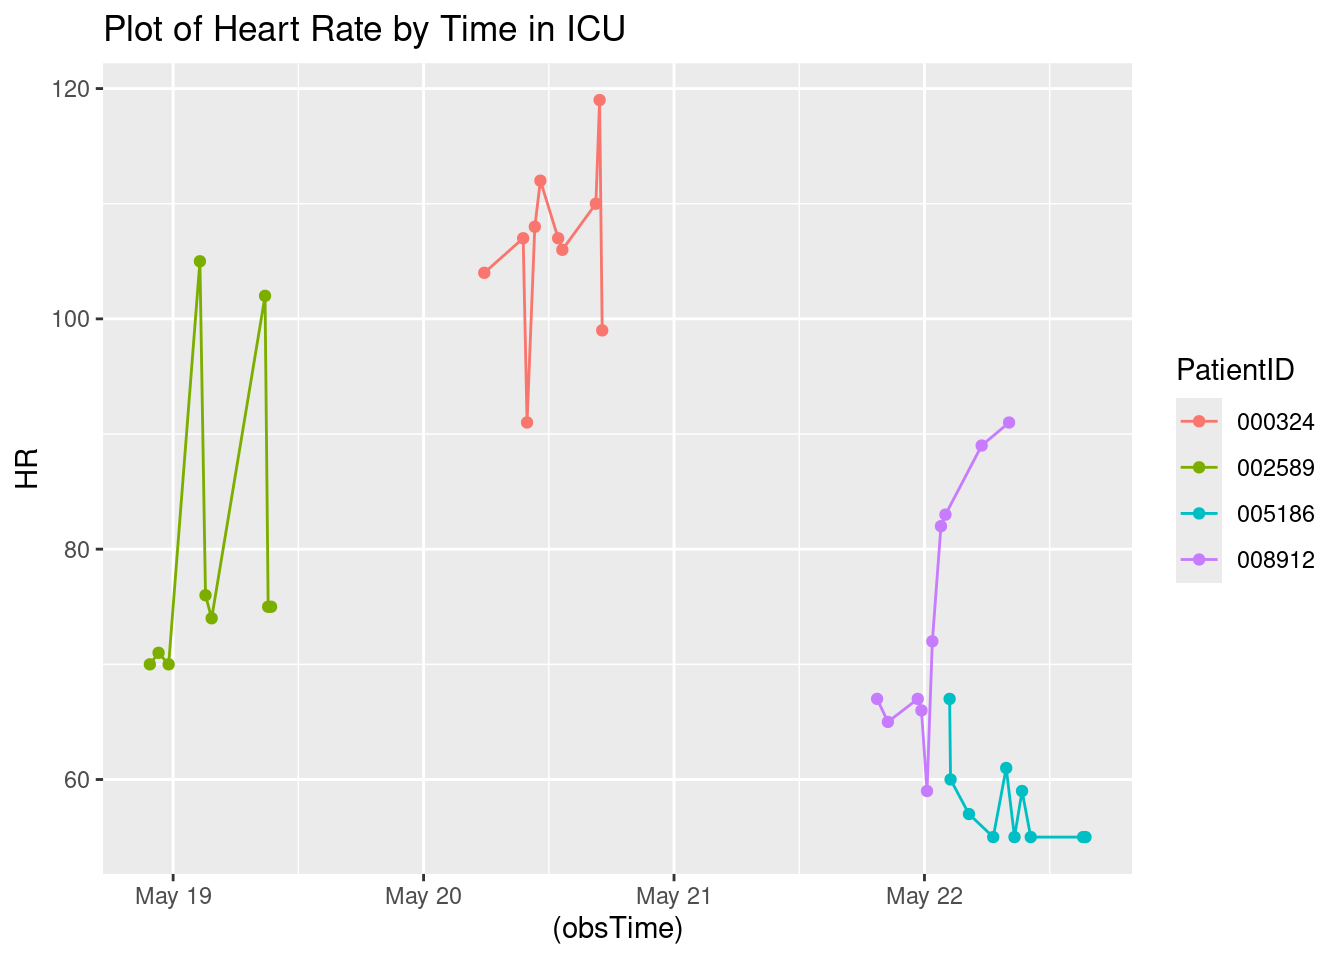 Plot of Heart Rate by Time in ICU
120
100
80
60
HR
May 19
May 20
May 21
May 22
(obsTime)
PatientID
000324
002589
005186
008912